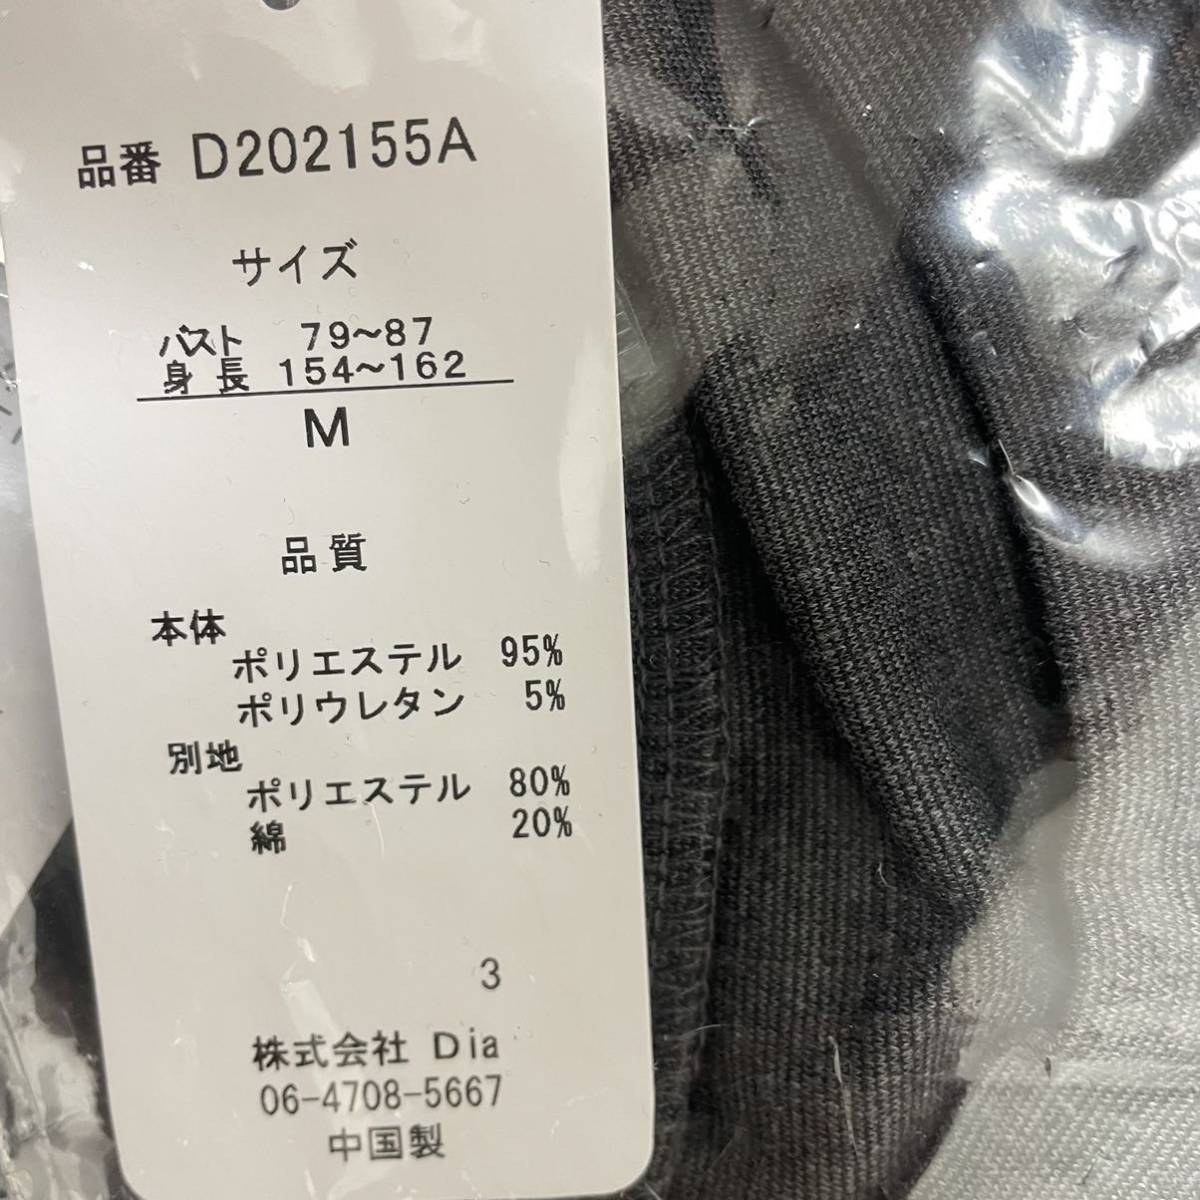 品番 D202155A
サイズ
バスト 79~87
身長 154~162
M
品質
本体
ポリエステル 95%
ポリウレタン 5%
別地
ポリエステル 80%
綿 20%
3
株式会社 Dia
06-4708-5667
中国製